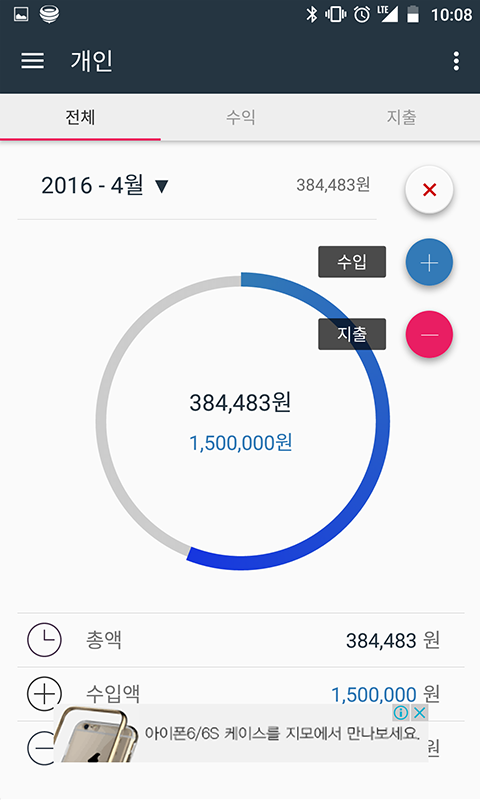 LTE 10:08
개인
전체 수익 지출
2016 - 4월 ▼ 384,483원
수입
지출
384,483원
1,500,000원
총액 384,483 원
수입액 1,500,000 원
아이폰6/6S 케이스를 지모에서 만나보세요.
원